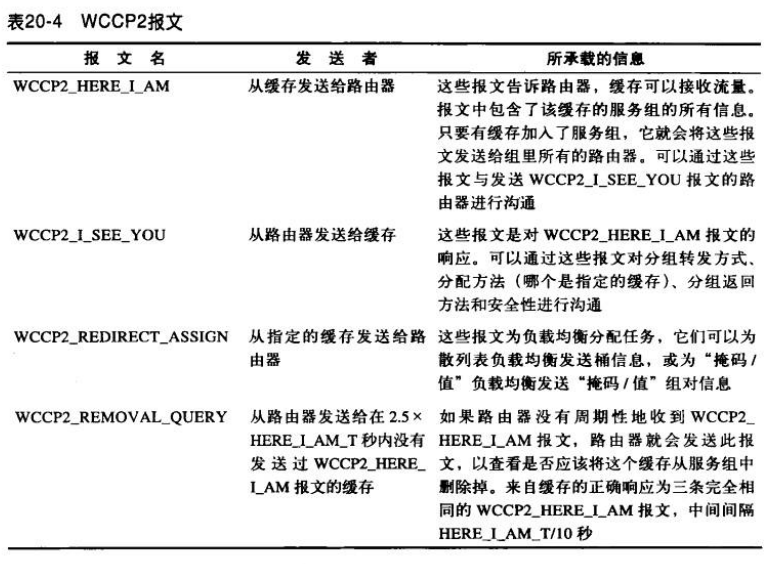 表20-4 WCCP2报文
报文名 发送者 所承载的信息
WCCP2_HERE_I_AM 从缓存发送给路由器 这些报文告诉路由器，缓存可以接收流量。
报文中包含了该缓存的服务组的所有信息。
只要有缓存加入了服务组，它就会将这些报
文发送给组里所有的路由器。可以通过这些
报文与发送 WCCP2_I_SEE_YOU 报文的路
由器进行沟通
WCCP2_I_SEE_YOU 从路由器发送给缓存 这些报文是对 WCCP2_HERE_I_AM 报文的
响应。可以通过这些报文对分组转发方式、
分配方法（哪个是指定的缓存）、分组返回
方法和安全性进行沟通
WCCP2_REDIRECT_ASSIGN 从指定的缓存发送给路 这些报文为负载均衡分配任务，它们可以为
由器 散列表负载均衡发送桶信息，或为“掩码 /
值”负载均衡发送“掩码 / 值”组对信息
WCCP2_REMOVAL_QUERY 从路由器发送给在 2.5× 如果路由器没有周期性地收到 WCCP2_
HERE_I_AM_T 秒内没有 HERE_I_AM 报文，路由器就会发送此报
发送过 WCCP2_HERE_ 文，以查看是否应该将这个缓存从服务组中
I_AM 报文的缓存 删除掉。来自缓存的正确响应为三条完全相
同的 WCCP2_HERE_I_AM 报文，中间间隔
HERE_I_AM_T/10 秒